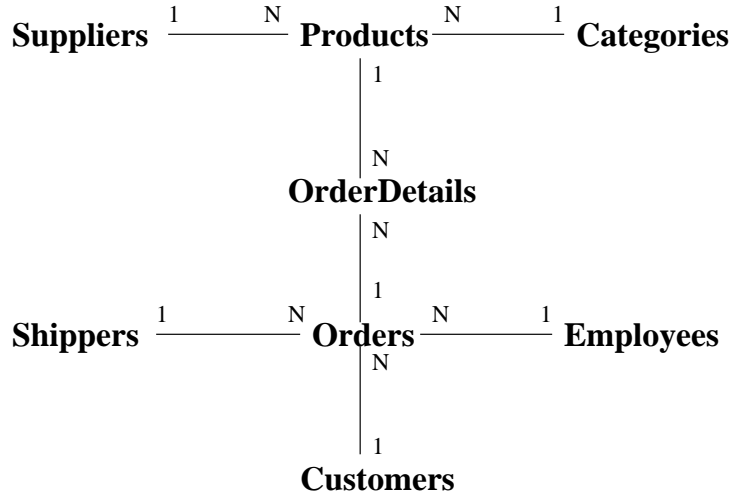 1 N N 1
Suppliers Products Categories
1
N
OrderDetails
N
1
1 N N 1
Shippers Orders Employees
N
1
Customers